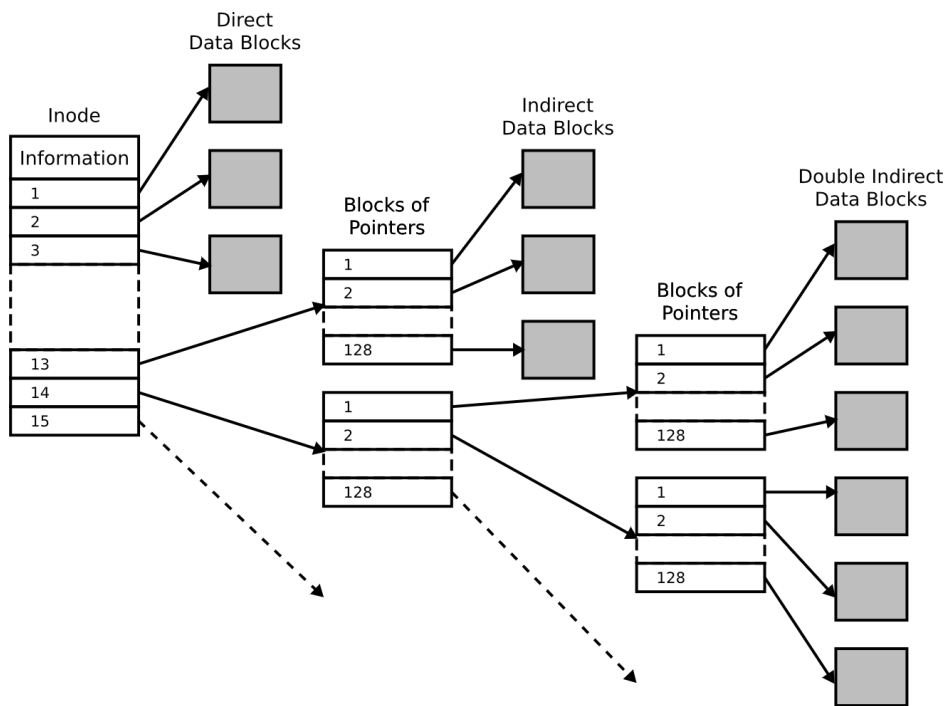 Direct
Data Blocks
Inode
Information
1
2
3
13
14
15
Blocks of
Pointers
1
2
128
1
2
128
Indirect
Data Blocks
Blocks of
Pointers
1
2
128
1
2
128
Double Indirect
Data Blocks